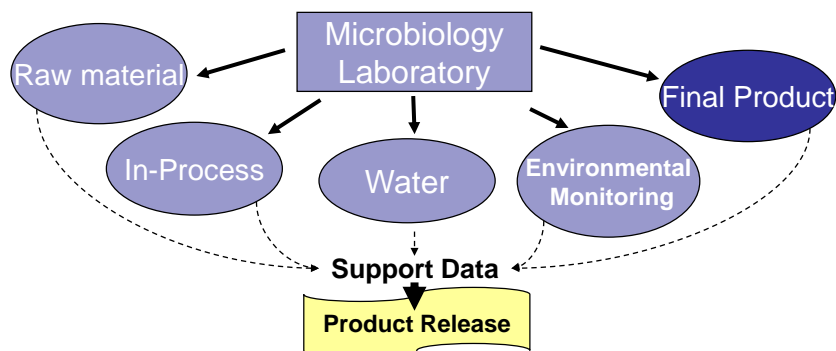 Microbiology
Laboratory
Raw material
Final Product
In-Process
Water
Environmental
Monitoring
Support Data
Product Release